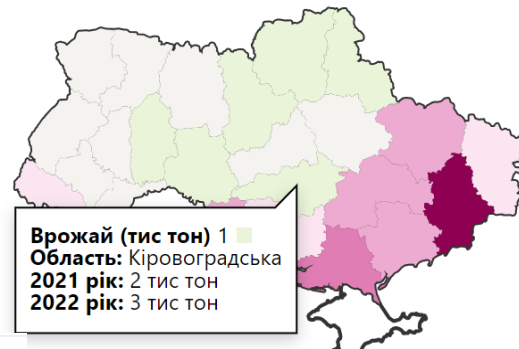 Врожай (тис тон) 1
Область: Кіровоградська
2021 рік: 2 тис тон
2022 рік: 3 тис тон